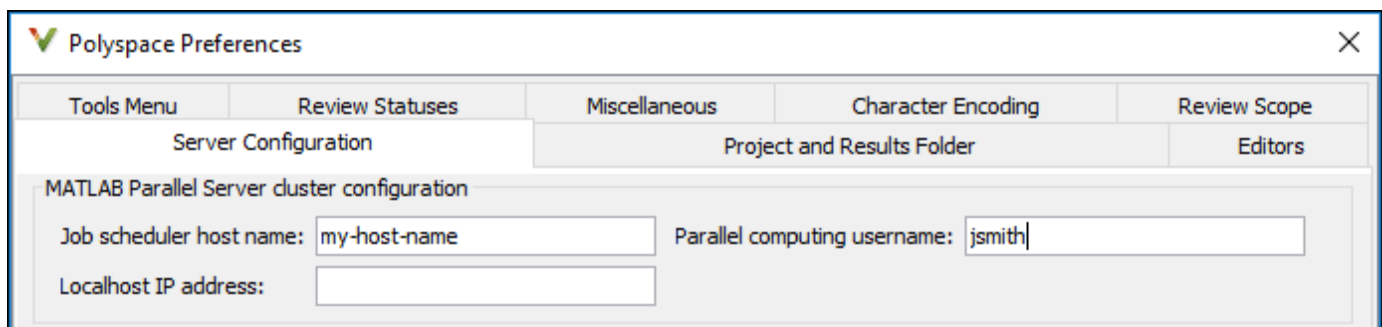 Polyspace Preferences
Tools Menu Review Statuses Miscellaneous Character Encoding Review Scope
Server Configuration Project and Results Folder Editors
MATLAB Parallel Server cluster configuration
Job scheduler host name: my-host-name Parallel computing username: jsmith
Localhost IP address: